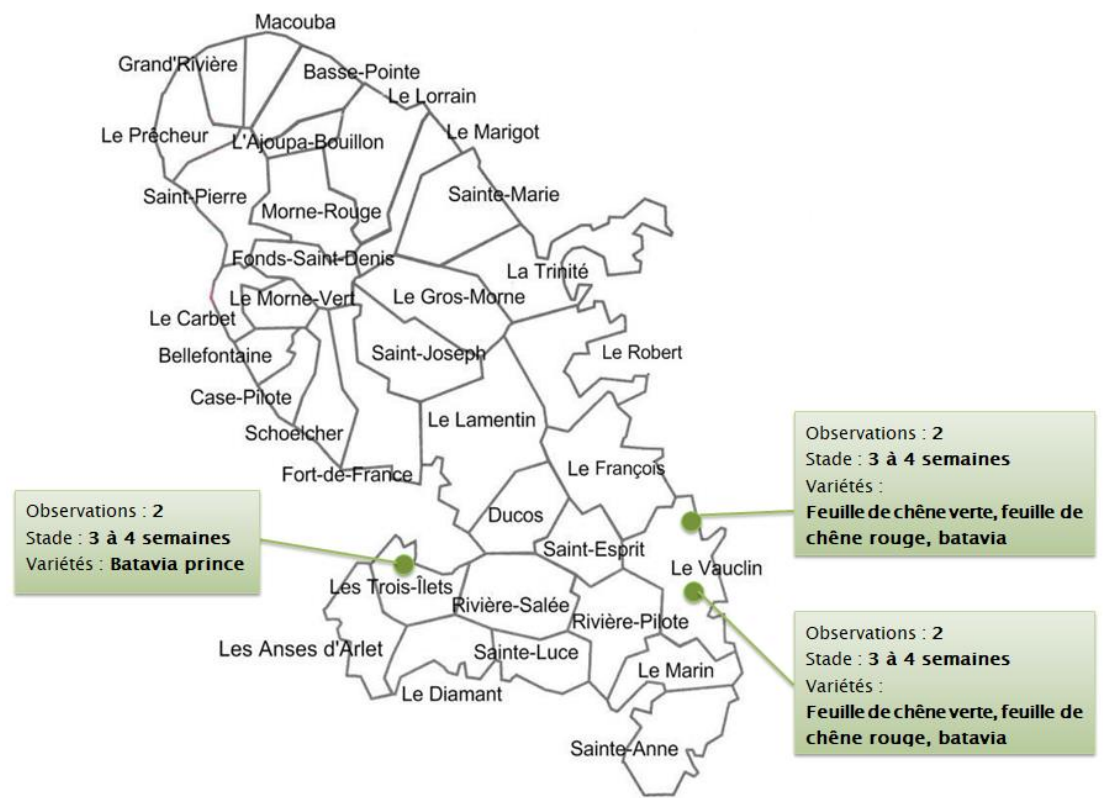 Macouba
Grand'Rivière
Basse-Pointe
Le Lorrain
Le Prêcheur
L'Ajoupa-Bouillon
Le Marigot
Saint-Pierre
Morne-Rouge
Sainte-Marie
Fonds-Saint-Denis
La Trinité
Le Morne-Vert
Le Gros-Morne
Le Carbet
Bellefontaine
Saint-Joseph
Le Robert
Case-Pilote
Schoelcher
Le Lamentin
Fort-de-France
Le François
Ducos
Saint-Esprit
Le Vauclin
Les Trois-Îlets
Rivière-Salée
Rivière-Pilote
Les Anses d'Arlet
Sainte-Luce
Le Marin
Le Diamant
Sainte-Anne
Observations : 2
Stade : 3 à 4 semaines
Variétés : Batavia prince
Observations : 2
Stade : 3 à 4 semaines
Variétés :
Feuille de chêne verte, feuille de
chêne rouge, batavia
Observations : 2
Stade : 3 à 4 semaines
Variétés :
Feuille de chêne verte, feuille de
chêne rouge, batavia